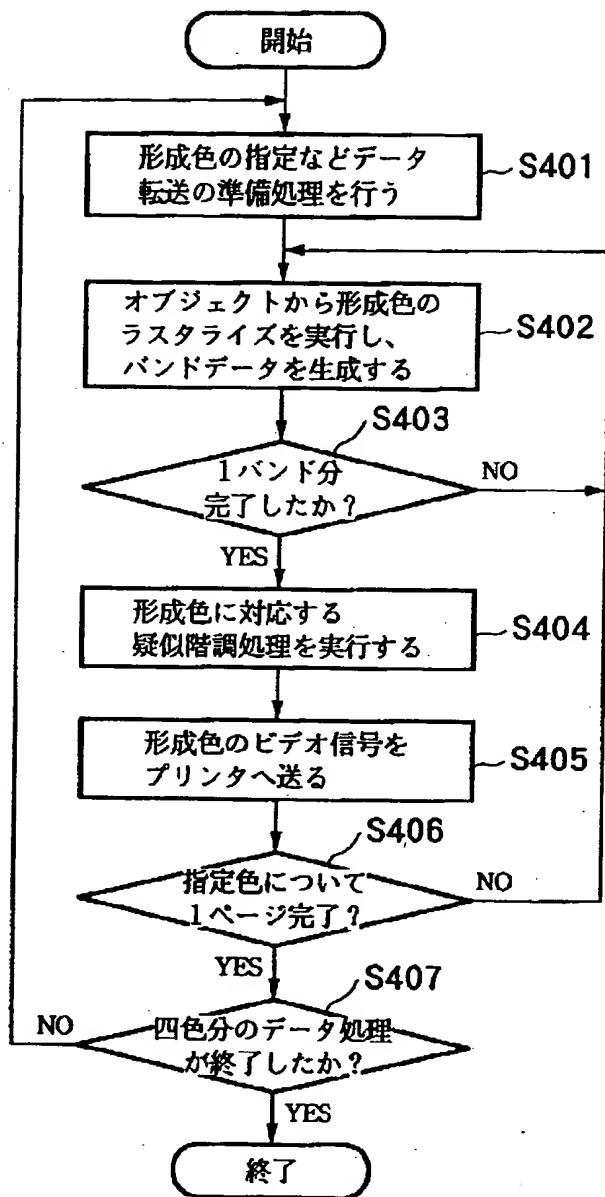 開始
形成色の指定などデータ
転送の準備処理を行う
S401
オブジェクトから形成色の
ラスタライズを実行し、
バンドデータを生成する
S402
S403
1バンド分
完了したか?
NO
YES
形成色に対応する
疑似階調処理を実行する
S404
形成色のビデオ信号を
プリンタへ送る
S405
S406
指定色について
1ページ完了?
NO
YES
S407
四色分のデータ処理
が終了したか?
NO
YES
終了